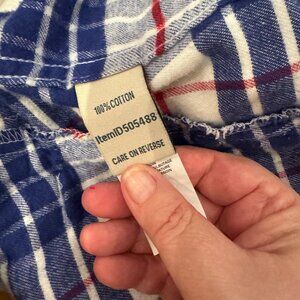 100% COTTON
ItemID505488
CARE ON REVERSE